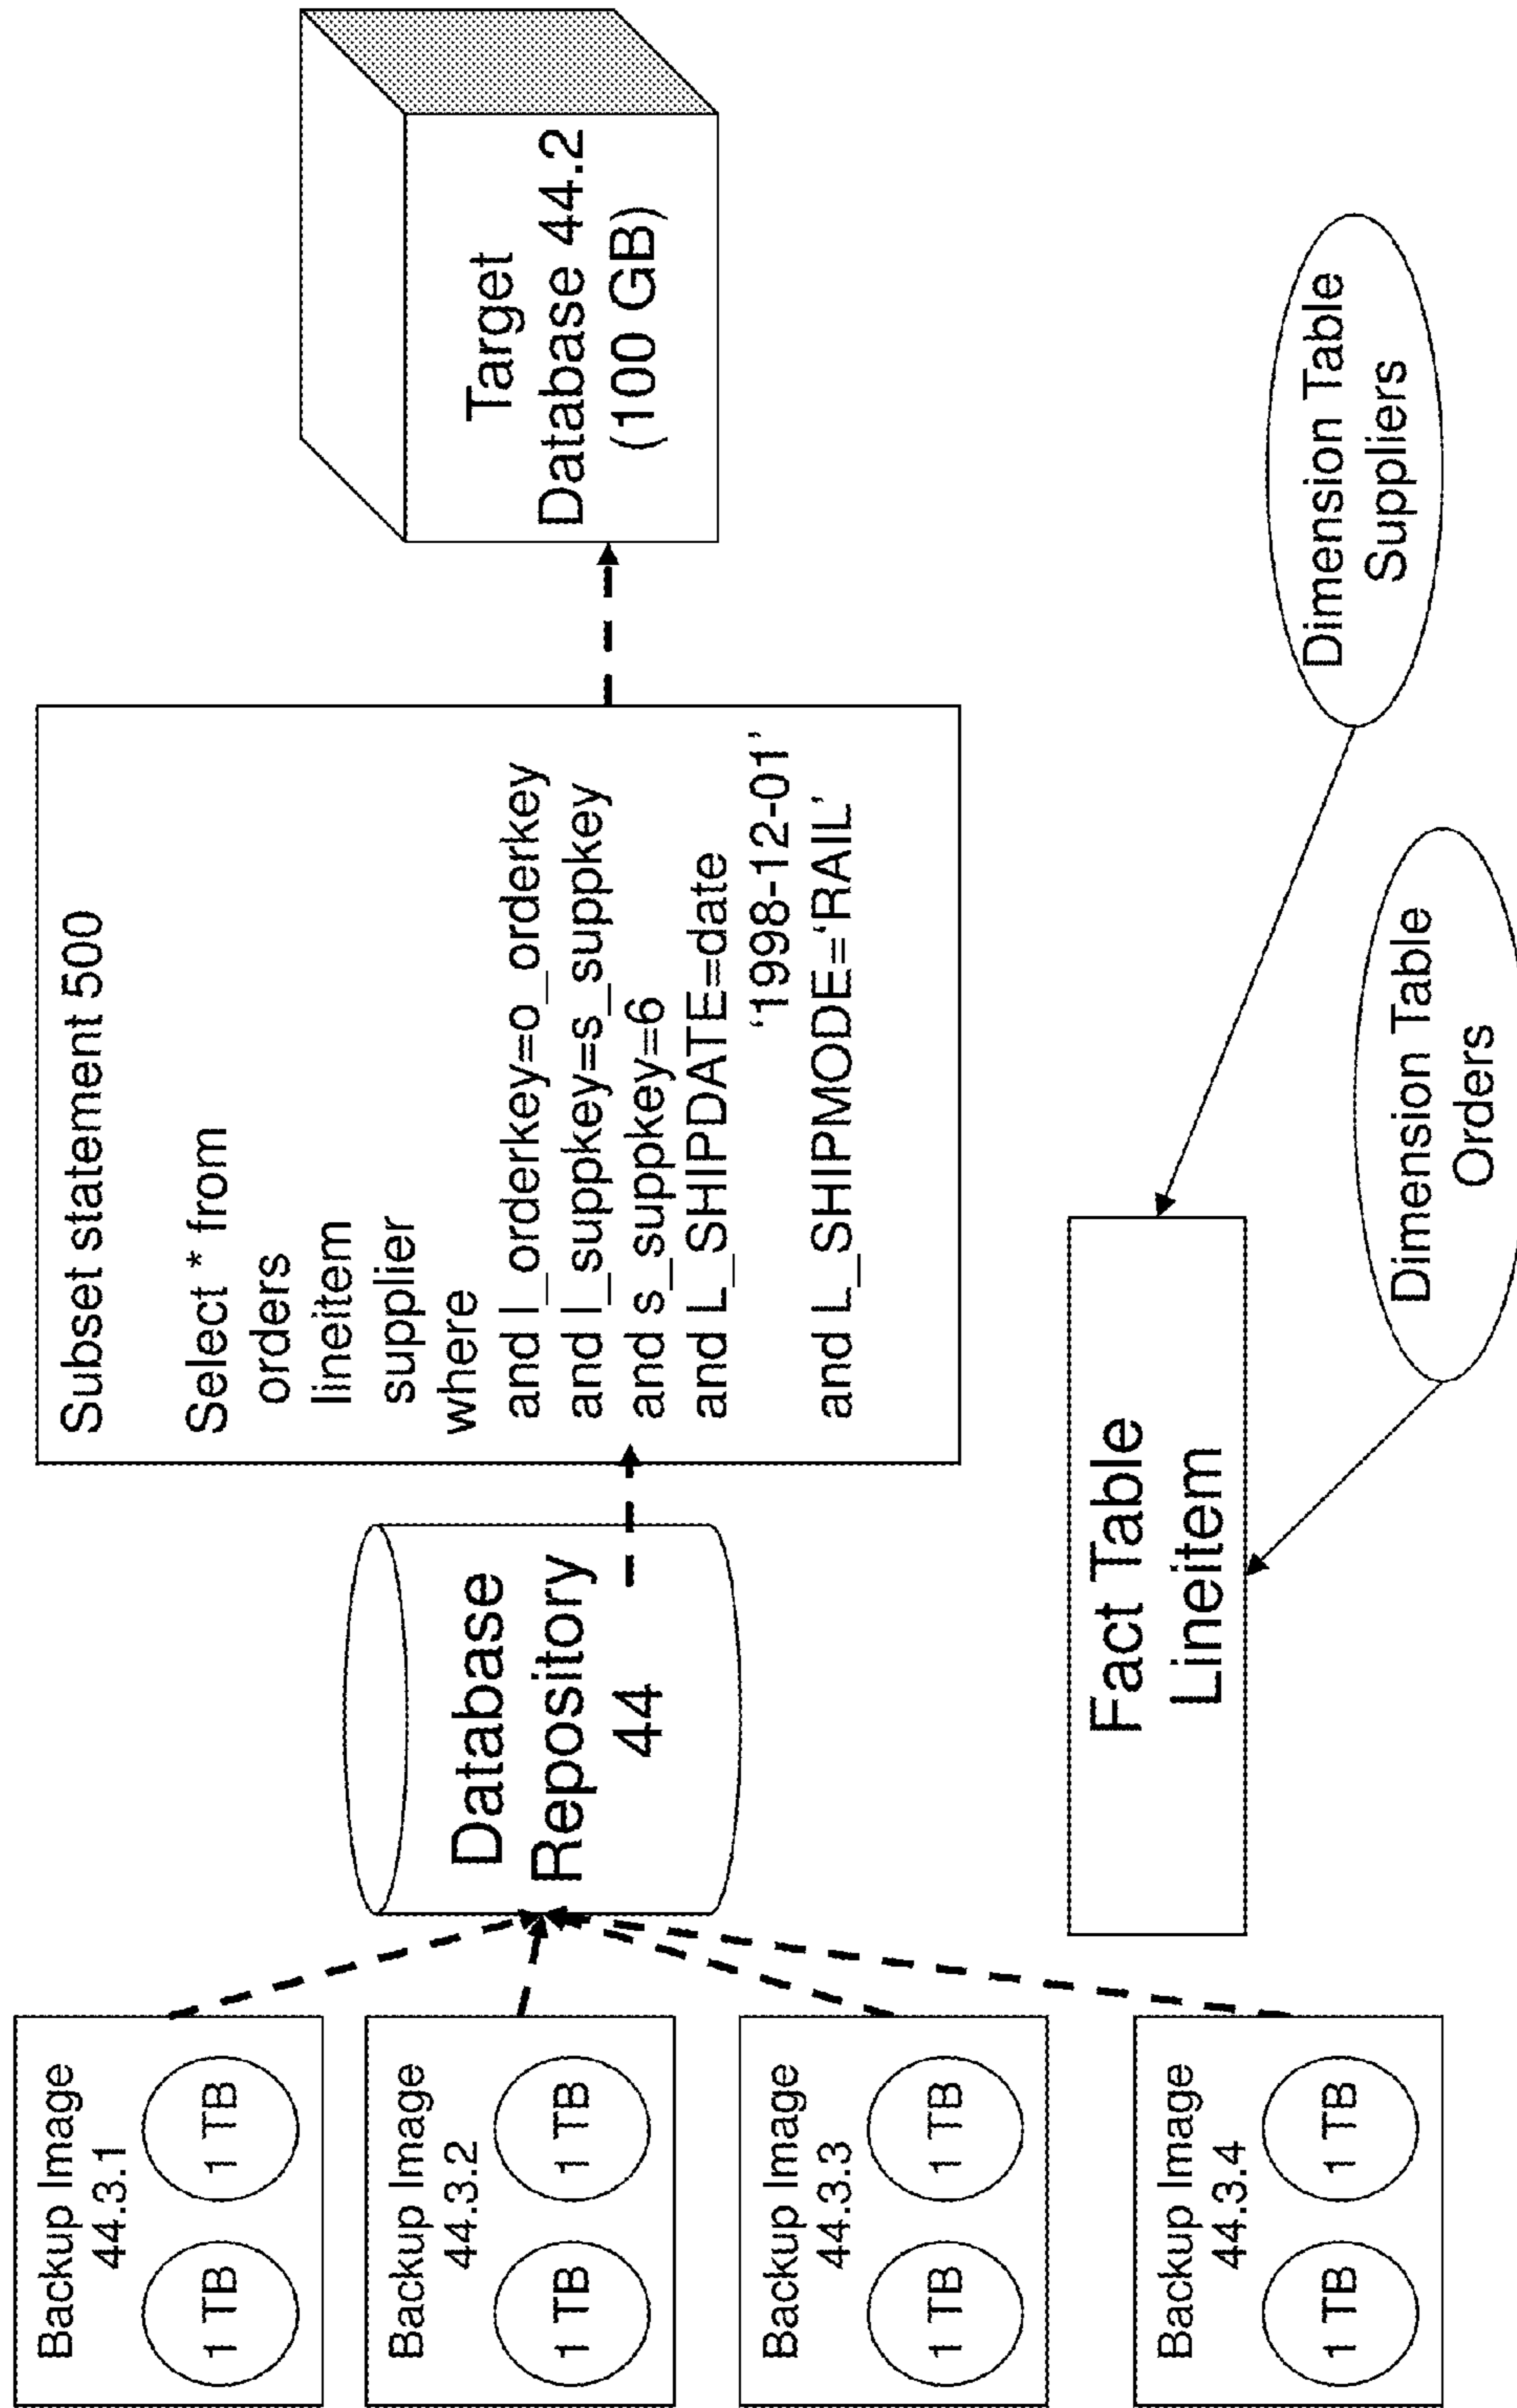 Backup Image
44.3.1
1 TB
1 TB
Backup Image
44.3.2
1 TB
1 TB
Backup Image
44.3.3
1 TB
1 TB
Backup Image
44.3.4
1 TB
1 TB
Database
Repository
44
Subset statement 500
Select * from
orders
lineitem
supplier
where
and l_orderkey=o_orderkey
and l_suppkey=s_suppkey
and s_suppkey=6
and L_SHIPDATE=date
‘1998-12-01’
and L_SHIPMODE=‘RAIL’
Target
Database 44.2
(100 GB)
Fact Table
Lineitem
Dimension Table
Orders
Dimension Table
Suppliers